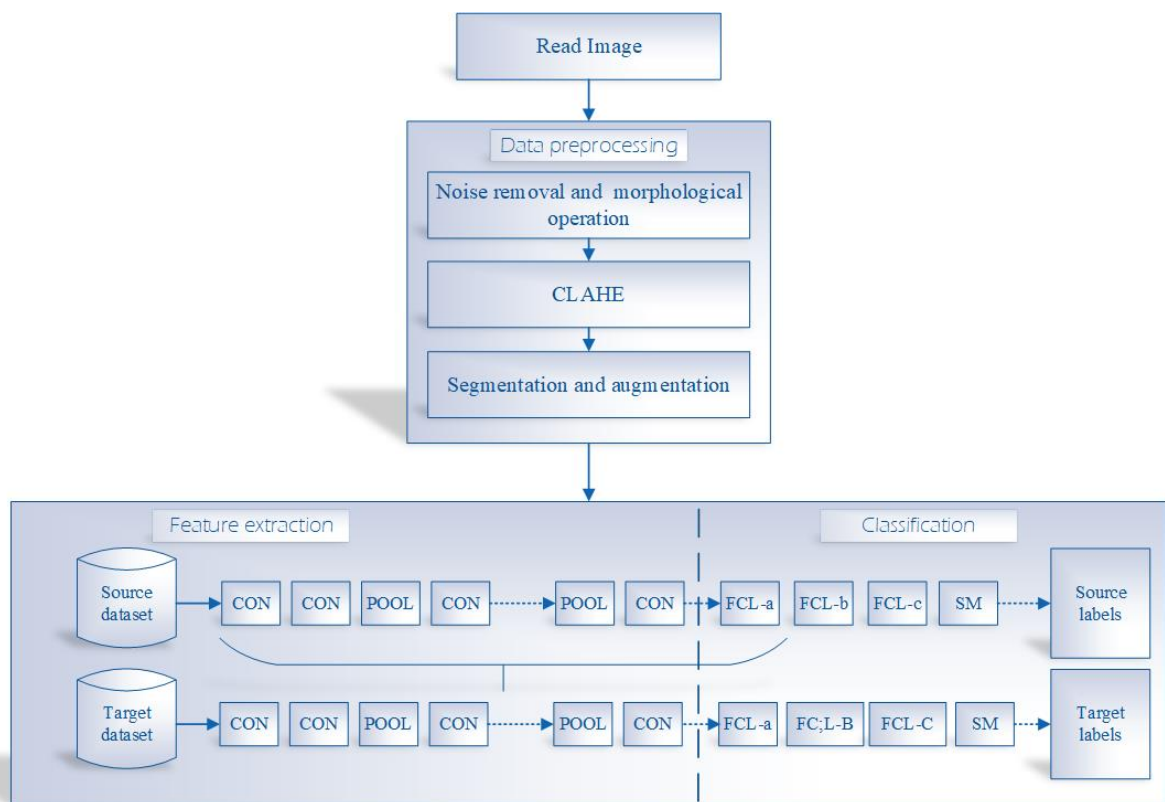 Read Image
Data preprocessing
Noise removal and morphological
operation
CLAHE
Segmentation and augmentation
Feature extraction
Classification
Source
dataset
CON
CON
POOL
CON
POOL
CON
FCL-a
FCL-b
FCL-c
SM
Source
labels
Target
dataset
CON
CON
POOL
CON
POOL
CON
FCL-a
FC;L-B
FCL-C
SM
Target
labels